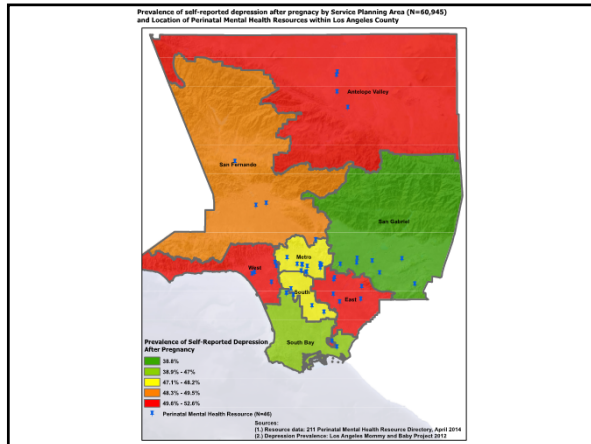 Prevalence of self-reported depression after pregnacy by Service Planning Area (N=60,945)
and Location of Perinatal Mental Health Resources within Los Angeles County
Antelope Valley
San Fernando
San Gabriel
Metro
West
South
East
South Bay
Prevalence of Self-Reported Depression
After Pregnancy
38.8%
38.9% - 47%
47.1% - 48.2%
48.3% - 49.5%
49.6% - 52.6%
Perinatal Mental Health Resource (N=46)
Sources:
(1.) Resource data: 211 Perinatal Mental Health Resource Directory, April 2014
(2.) Depression Prevalence: Los Angeles Mommy and Baby Project 2012